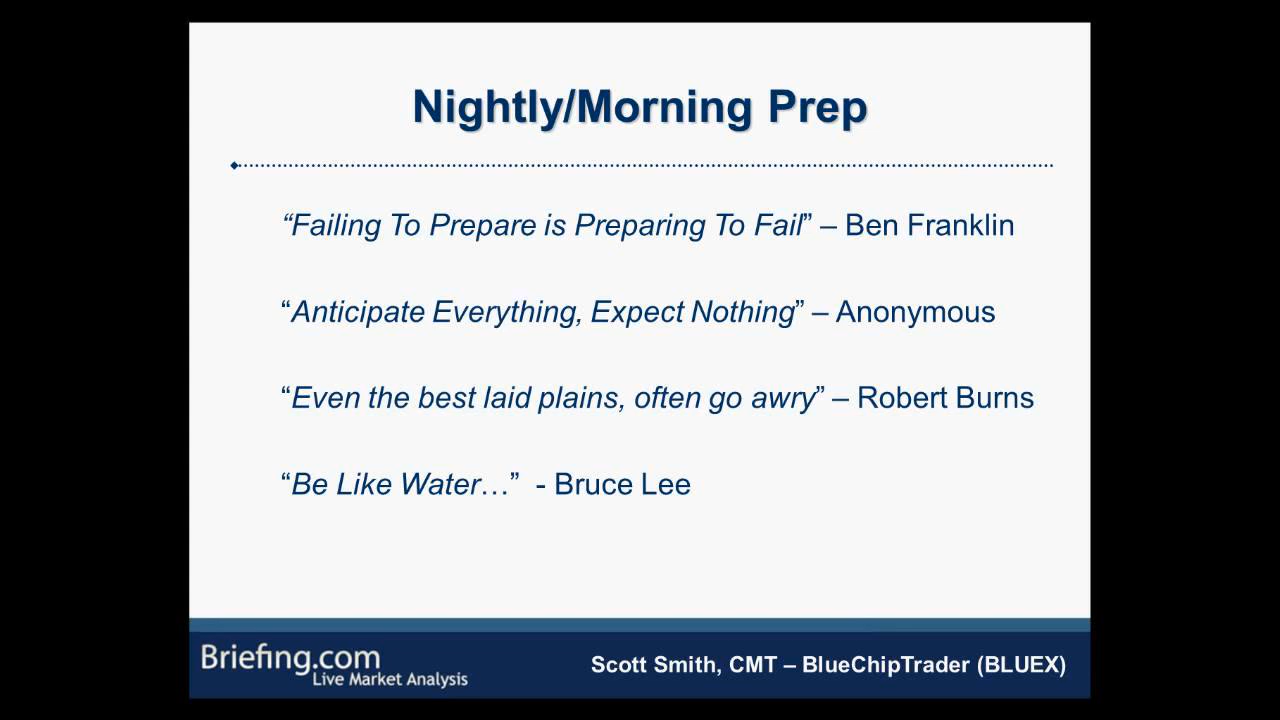 Nightly/Morning Prep
“Failing To Prepare is Preparing To Fail” – Ben Franklin
“Anticipate Everything, Expect Nothing” – Anonymous
“Even the best laid plains, often go awry” – Robert Burns
“Be Like Water…”  - Bruce Lee
Briefing.com
Live Market Analysis
Scott Smith, CMT – BlueChipTrader (BLUEX)